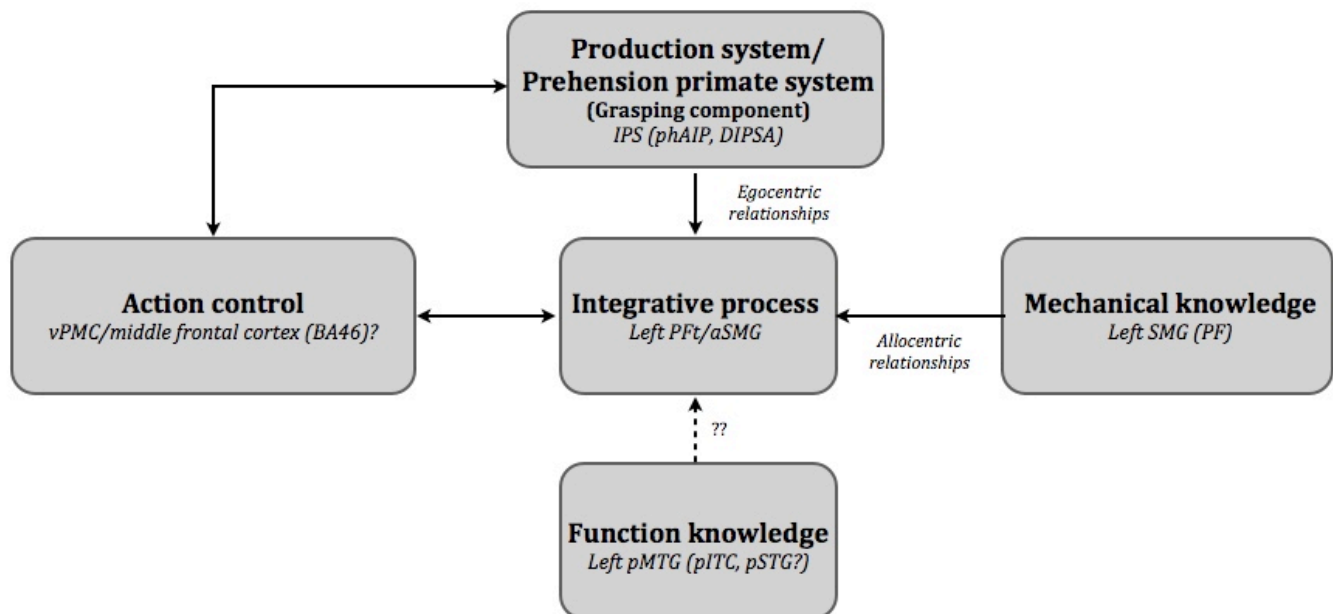 Production system/
Prehension primate system
(Grasping component)
IPS (phAIP, DIPSA)
Egocentric
relationships
Action control
vPMC/middle frontal cortex (BA46)?
Integrative process
Left PFt/aSMG
Mechanical knowledge
Left SMG (PF)
Allocentric
relationships
??
Function knowledge
Left pMTG (pITC, pSTG?)